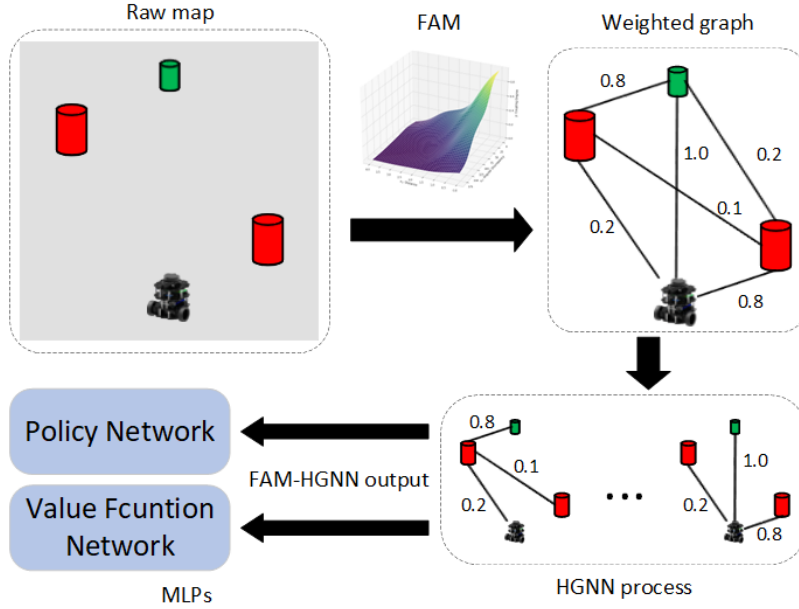 Raw map
FAM
Weighted graph
0.8
1.0
0.2
0.1
0.2
0.8
Policy Network
FAM-HGNN output
Value Fcuntion
Network
MLPs
0.8
0.1
0.2
...
1.0
0.2
0.8
HGNN process